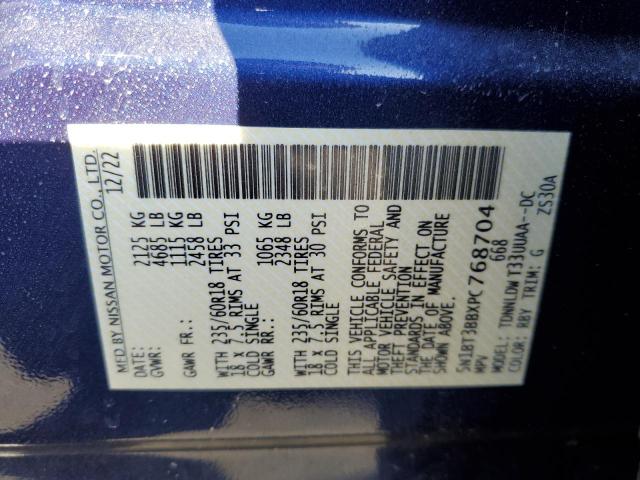 MFD BY NISSAN MOTOR CO., LTD. 12/22
GVWR: 2125 KG
4685 LB
GAWR FR.: 1115 KG
2458 LB
WITH 235/60R18 TIRES
18 x 7.5 RIMS AT 33 PSI
COLD SINGLE
GAWR RR.: 1065 KG
2348 LB
WITH 235/60R18 TIRES
18 x 7.5 RIMS AT 30 PSI
COLD SINGLE
THIS VEHICLE CONFORMS TO
ALL APPLICABLE FEDERAL
MOTOR VEHICLE SAFETY AND
THEFT PREVENTION
STANDARDS IN EFFECT ON
THE DATE OF MANUFACTURE
SHOWN ABOVE.
5N1BT3BBXPC768704
MPV 668
MODEL: TDNNLDWT33UUAA--DC
COLOR: RBY TRIM: G ZS30A